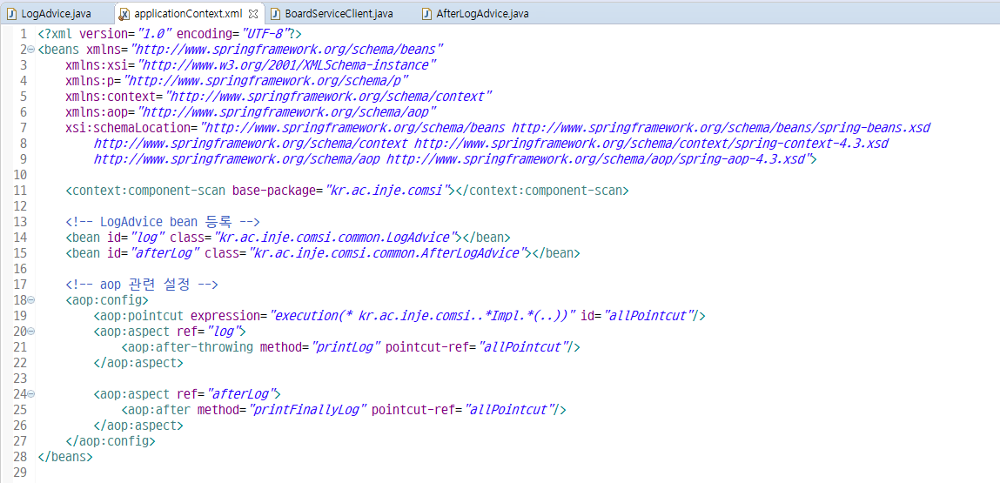 LogAdvice.java applicationContext.xml BoardServiceClient.java AfterLogAdvice.java
1 <?xml version="1.0" encoding="UTF-8"?>
2 <beans xmlns="http://www.springframework.org/schema/beans"
3 xmlns:xsi="http://www.w3.org/2001/XMLSchema-instance"
4 xmlns:p="http://www.springframework.org/schema/p"
5 xmlns:context="http://www.springframework.org/schema/context"
6 xmlns:aop="http://www.springframework.org/schema/aop"
7 xsi:schemaLocation="http://www.springframework.org/schema/beans http://www.springframework.org/schema/beans/spring-beans.xsd
8 http://www.springframework.org/schema/context http://www.springframework.org/schema/context/spring-context-4.3.xsd
9 http://www.springframework.org/schema/aop http://www.springframework.org/schema/aop/spring-aop-4.3.xsd">
10
11 <context:component-scan base-package="kr.ac.inje.comsi"></context:component-scan>
12
13 <!-- LogAdvice bean 등록 -->
14 <bean id="log" class="kr.ac.inje.comsi.common.LogAdvice"></bean>
15 <bean id="afterLog" class="kr.ac.inje.comsi.common.AfterLogAdvice"></bean>
16
17 <!-- aop 관련 설정 -->
18 <aop:config>
19 <aop:pointcut expression="execution(* kr.ac.inje.comsi..*Impl.*(..))" id="allPointcut"/>
20 <aop:aspect ref="log">
21 <aop:after-throwing method="printLog" pointcut-ref="allPointcut"/>
22 </aop:aspect>
23
24 <aop:aspect ref="afterLog">
25 <aop:after method="printFinallyLog" pointcut-ref="allPointcut"/>
26 </aop:aspect>
27 </aop:config>
28 </beans>
29